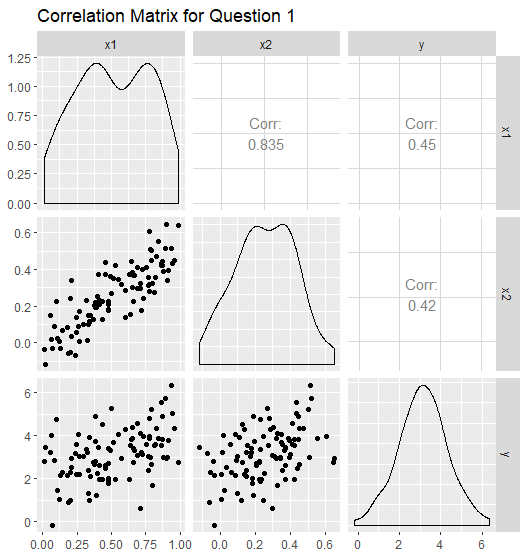 Correlation Matrix for Question 1
x1 x2 y
1.25
1.00
0.75
0.50
0.25
0.00
Corr:
0.835
Corr:
0.45
x1
0.6
0.4
0.2
0.0
Corr:
0.42
x2
6
4
2
0
y
0.00 0.25 0.50 0.75 1.00 0.0 0.2 0.4 0.6 0 2 4 6